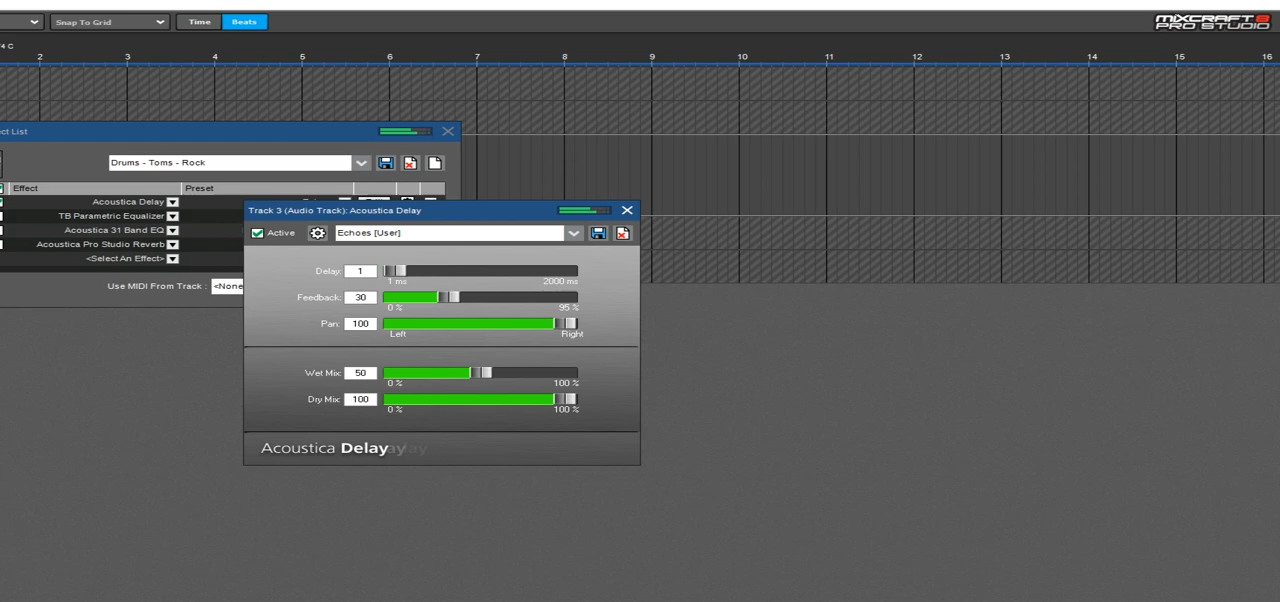 Snap To Grid Time Beats MIXCRAFT 8
PRO STUDIO
2 3 4 5 6 7 8 9 10 11 12 13 14 15 16
ct List
Drums - Toms - Rock
Effect Preset
Acoustica Delay
TB Parametric Equalizer
Acoustica 31 Band EQ
Acoustica Pro Studio Reverb
<Select An Effect>
Use MIDI From Track : <None
Track 3 (Audio Track): Acoustica Delay
Active Echoes [User]
Delay: 1
1 ms 2000 ms
Feedback: 30
0 % 95 %
Pan: 100
Left Right
Wet Mix: 50
0 % 100 %
Dry Mix: 100
0 % 100 %
Acoustica Delayaylay